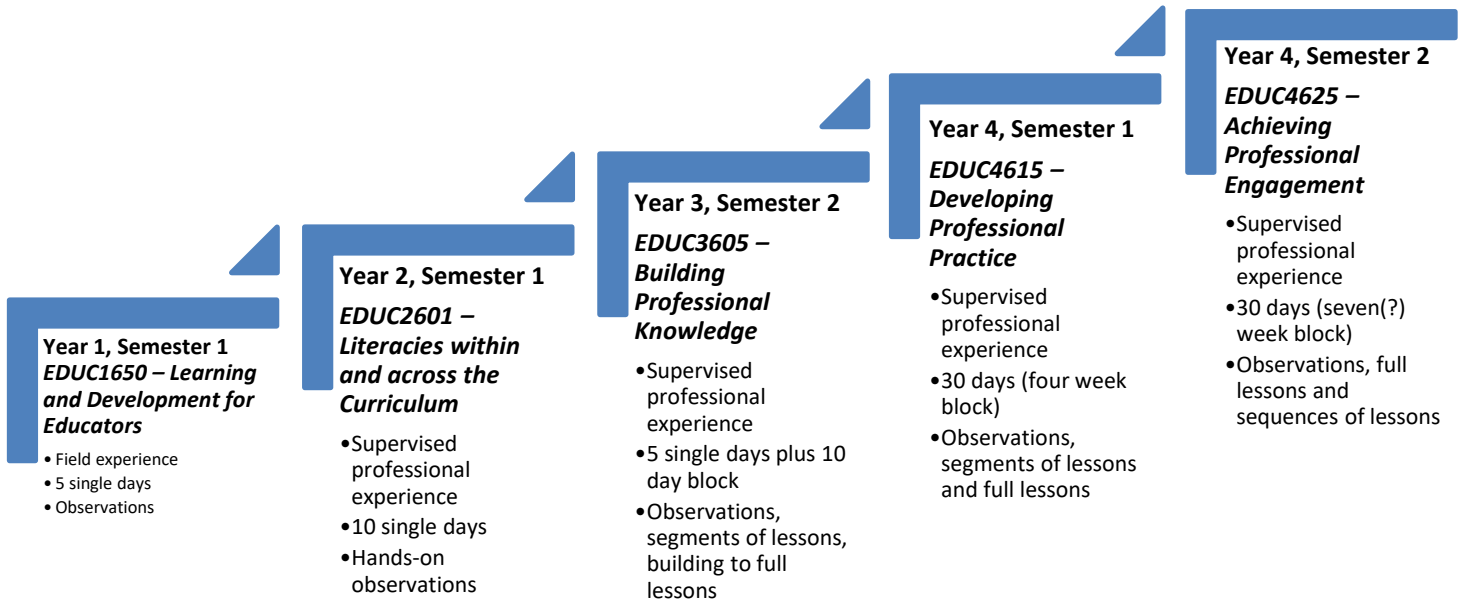 Year 1, Semester 1
EDUC1650 – Learning
and Development for
Educators
• Field experience
• 5 single days
• Observations
Year 2, Semester 1
EDUC2601 –
Literacies within
and across the
Curriculum
•Supervised
professional
experience
•10 single days
•Hands-on
observations
Year 3, Semester 2
EDUC3605 –
Building
Professional
Knowledge
•Supervised
professional
experience
•5 single days plus 10
day block
•Observations,
segments of lessons,
building to full
lessons
Year 4, Semester 1
EDUC4615 –
Developing
Professional
Practice
•Supervised
professional
experience
•30 days (four week
block)
•Observations,
segments of lessons
and full lessons
Year 4, Semester 2
EDUC4625 –
Achieving
Professional
Engagement
•Supervised
professional
experience
•30 days (seven(?)
week block)
•Observations, full
lessons and
sequences of lessons